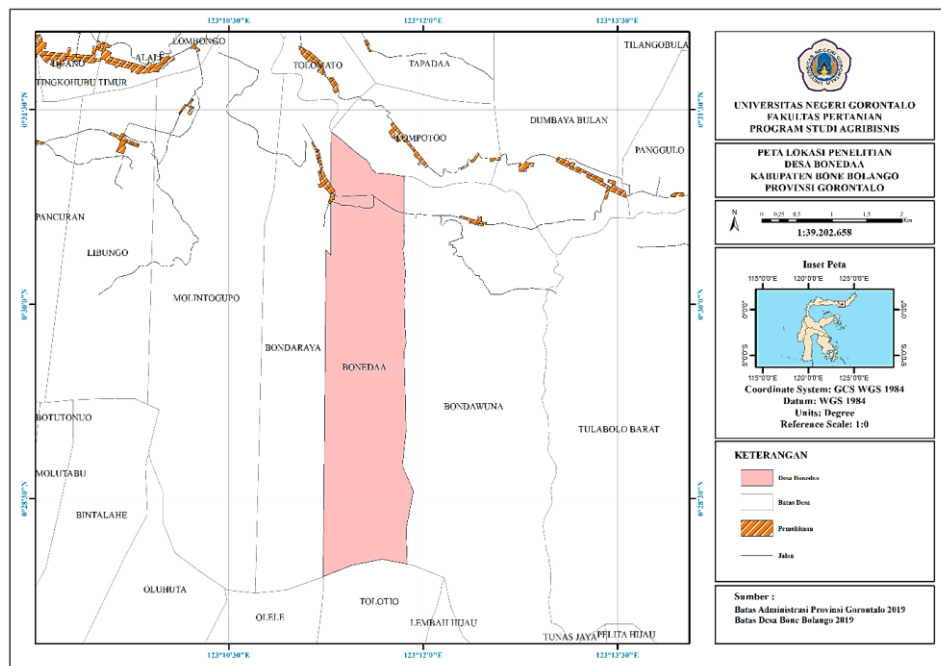 123°10'30"E 123°12'0"E 123°13'30"E
LOMBONGO
ALALE
TINGKOHUBU TIMUR
TOLOMATO
TAPADAA
TILANGOBULA
0°31'30"N
0°31'30"N
DUMBAYA BULAN
LOMPOTOO
PANGGULO
PANCURAN
LIBUNGO
MOLINTOGUPO
0°30'0"N
0°30'0"N
BONDARAYA
BONEDAA
BONDAWUNA
TULABOLO BARAT
BOTUTONUO
MOLUTABU
BINTALAHE
0°28'30"N
0°28'30"N
OLUHUTA
OLELE
TOLOTIO
LEMBAH HIJAU
TUNAS JAYA
PELITA HIJAU
123°10'30"E 123°12'0"E 123°13'30"E
UNIVERSITAS NEGERI GORONTALO
FAKULTAS PERTANIAN
PROGRAM STUDI AGRIBISNIS
PETA LOKASI PENELITIAN
DESA BONEDAA
KABUPATEN BONE BOLANGO
PROVINSI GORONTALO
N
0 0,25 0,5 1 1,5 2
Km
1:39.202.658
Inset Peta
115°0'0"E 120°0'0"E 125°0'0"E
0°0'0"
0°0'0"
5°0'0"S
5°0'0"S
115°0'0"E 120°0'0"E 125°0'0"E
Coordinate System: GCS WGS 1984
Datum: WGS 1984
Units: Degree
Reference Scale: 1:0
KETERANGAN
Desa Bonedaa
Batas Desa
Pemukiman
Jalan
Sumber :
Batas Administrasi Provinsi Gorontalo 2019
Batas Desa Bone Bolango 2019